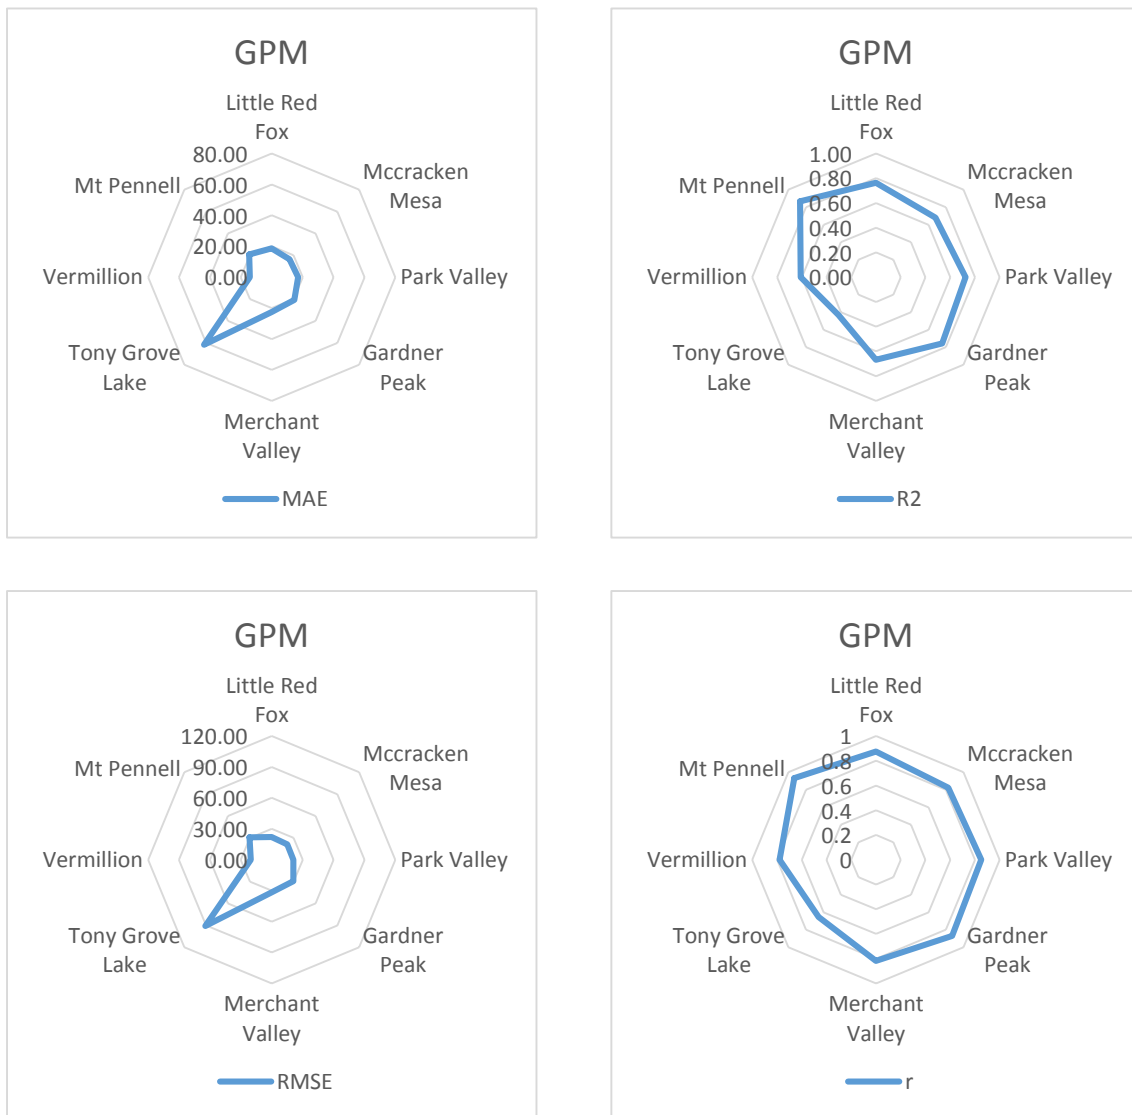 GPM
Little Red
Fox
80.00
60.00
40.00
20.00
0.00
Mccracken
Mesa
Park Valley
Gardner
Peak
Merchant
Valley
Tony Grove
Lake
Vermillion
Mt Pennell
MAE
GPM
Little Red
Fox
1.00
0.80
0.60
0.40
0.20
0.00
Mccracken
Mesa
Park Valley
Gardner
Peak
Merchant
Valley
Tony Grove
Lake
Vermillion
Mt Pennell
R2
GPM
Little Red
Fox
120.00
90.00
60.00
30.00
0.00
Mccracken
Mesa
Park Valley
Gardner
Peak
Merchant
Valley
Tony Grove
Lake
Vermillion
Mt Pennell
RMSE
GPM
Little Red
Fox
1
0.8
0.6
0.4
0.2
0
Mccracken
Mesa
Park Valley
Gardner
Peak
Merchant
Valley
Tony Grove
Lake
Vermillion
Mt Pennell
r